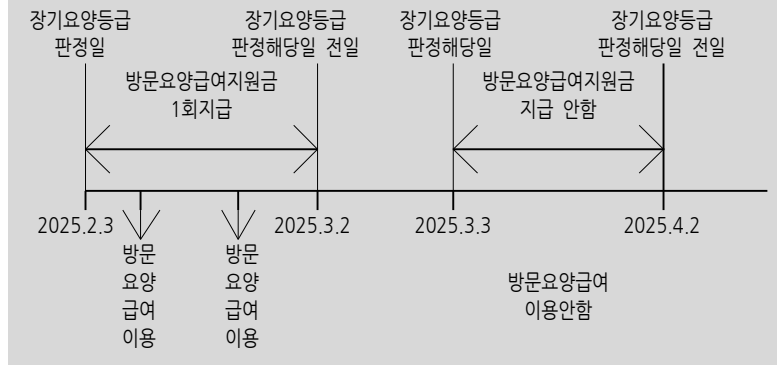 장기요양등급
판정일
장기요양등급
판정해당일 전일
장기요양등급
판정해당일
장기요양등급
판정해당일 전일
방문요양급여지원금
1회지급
방문요양급여지원금
지급 안함
2025.2.3
2025.3.2
2025.3.3
2025.4.2
방문
요양
급여
이용
방문
요양
급여
이용
방문요양급여
이용안함